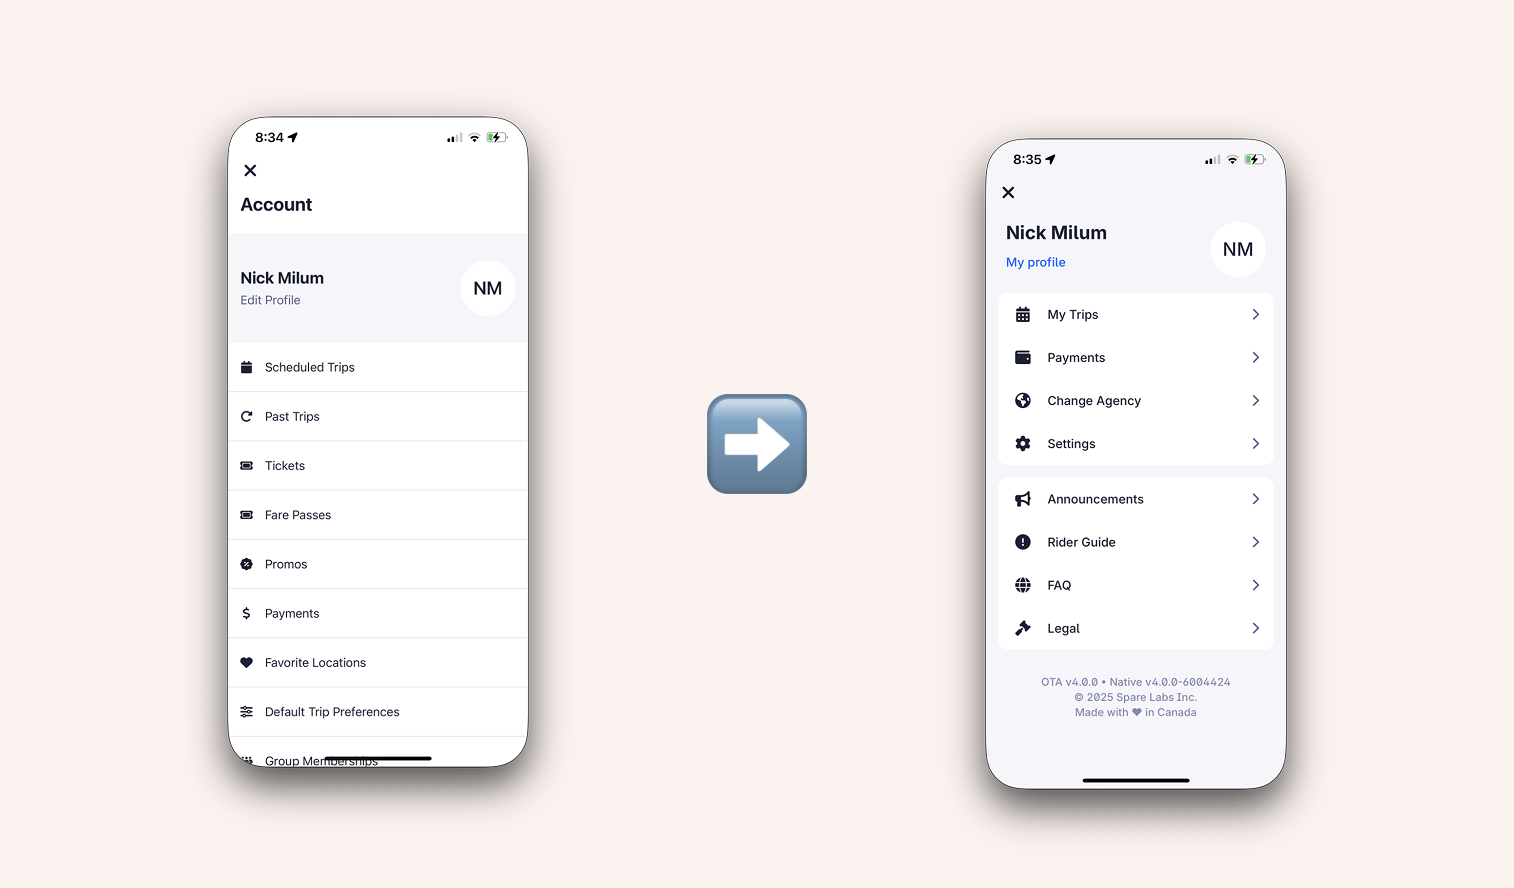 8:34
Account
Nick Milum
Edit Profile
NM
Scheduled Trips
Past Trips
Tickets
Fare Passes
Promos
Payments
Favorite Locations
Default Trip Preferences
Group Memberships
8:35
Nick Milum
My profile
NM
My Trips
Payments
Change Agency
Settings
Announcements
Rider Guide
FAQ
Legal
OTA v4.0.0 • Native v4.0.0-6004424
© 2025 Spare Labs Inc.
Made with ♥ in Canada